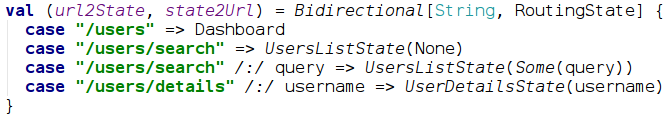 val (url2State, state2Url) = Bidirectional[String, RoutingState] {
  case "/users" => Dashboard
  case "/users/search" => UsersListState(None)
  case "/users/search" /:/ query => UsersListState(Some(query))
  case "/users/details" /:/ username => UserDetailsState(username)
}